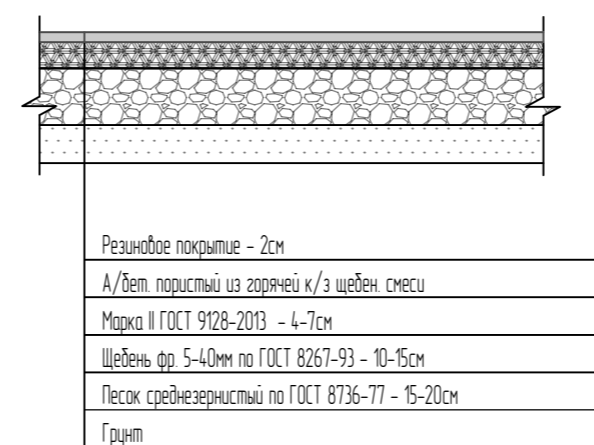 Резиновое покрытие - 2см
А/бет. пористый из горячей к/з щебен. смеси
Марка II ГОСТ 9128-2013 - 4-7см
Щебень фр. 5-40мм по ГОСТ 8267-93 - 10-15см
Песок среднезернистый по ГОСТ 8736-77 - 15-20см
Грунт